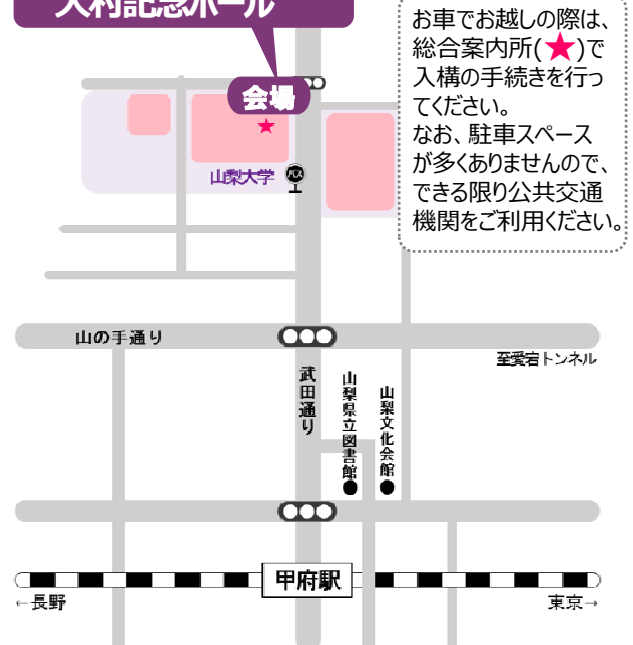 大村記念ホール
お車でお越しの際は、
総合案内所(★)で
入構の手続きを行っ
てください。
なお、駐車スペース
が多くありませんので、
できる限り公共交通
機関をご利用ください。
会場
山梨大学
バス
山の手通り
至愛宕トンネル
武田通り
山梨県立図書館
山梨文化会館
甲府駅
←長野
東京→